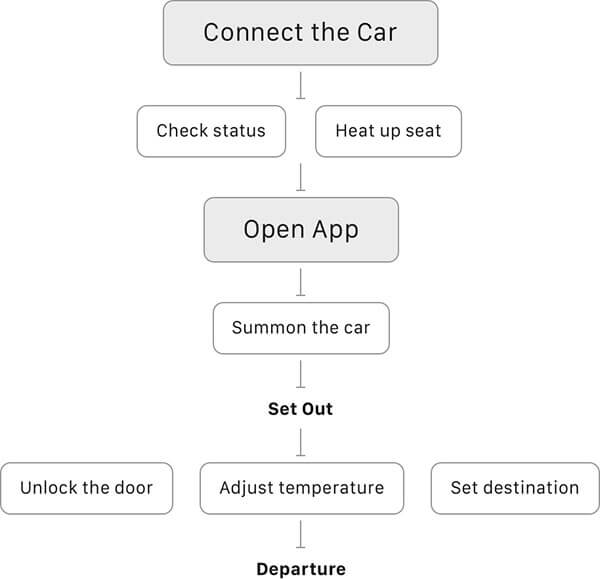 Connect the Car
Check status
Heat up seat
Open App
Summon the car
Set Out
Unlock the door
Adjust temperature
Set destination
Departure